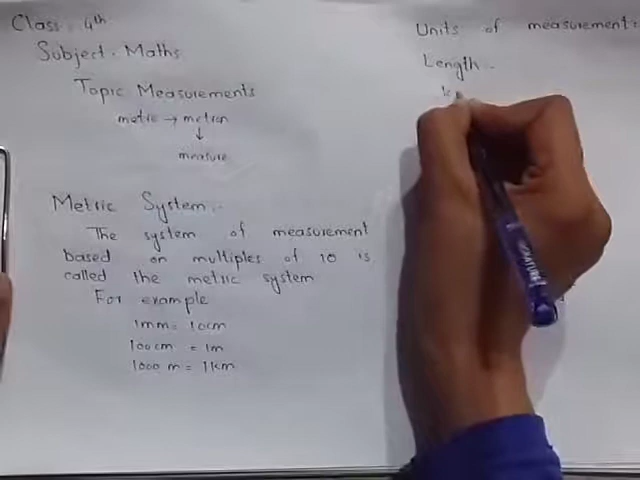 Class. 4th
Subject. Maths
Topic Measurements
metric → metron
↓
measure
Metric System.-
The system of measurement
based on multiples of 10 is
called the metric system
For example
1mm = 10cm
100cm = 1m
1000 m = 1km
Units of measurement:
Length.-